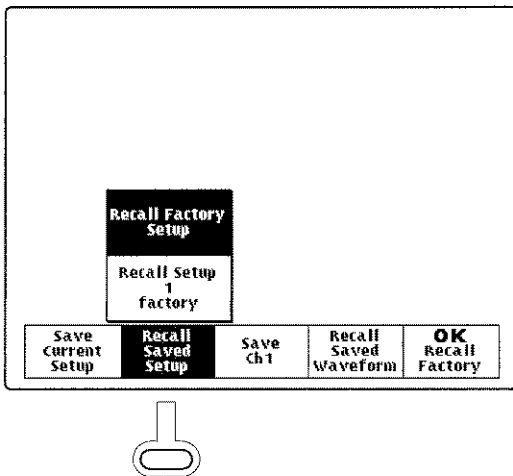 Recall Factory
Setup
Recall Setup
1
factory
Save
Current
Setup
Recall
Saved
Setup
Save
Ch1
Recall
Saved
Waveform
OK
Recall
Factory